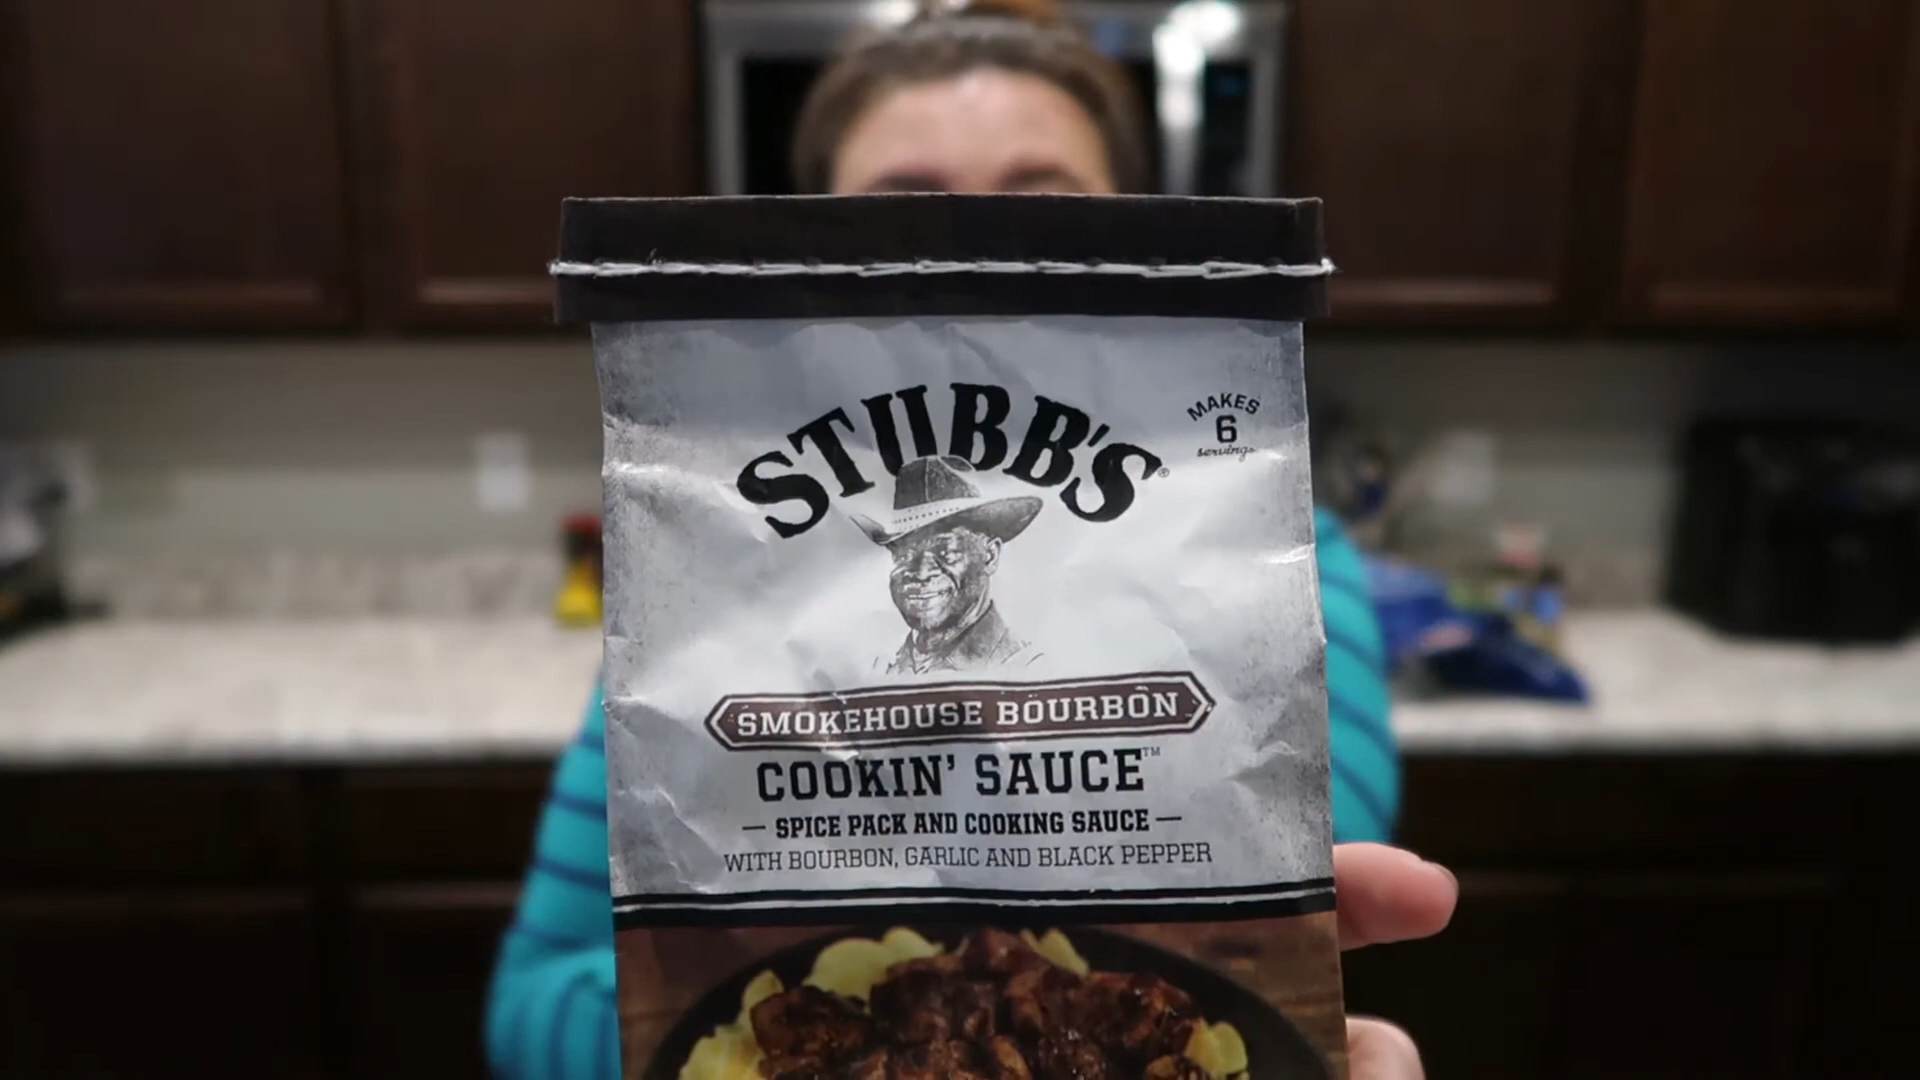 STUBB'S®
MAKES
6
servings
SMOKEHOUSE BOURBON
COOKIN' SAUCE™
— SPICE PACK AND COOKING SAUCE —
WITH BOURBON, GARLIC AND BLACK PEPPER